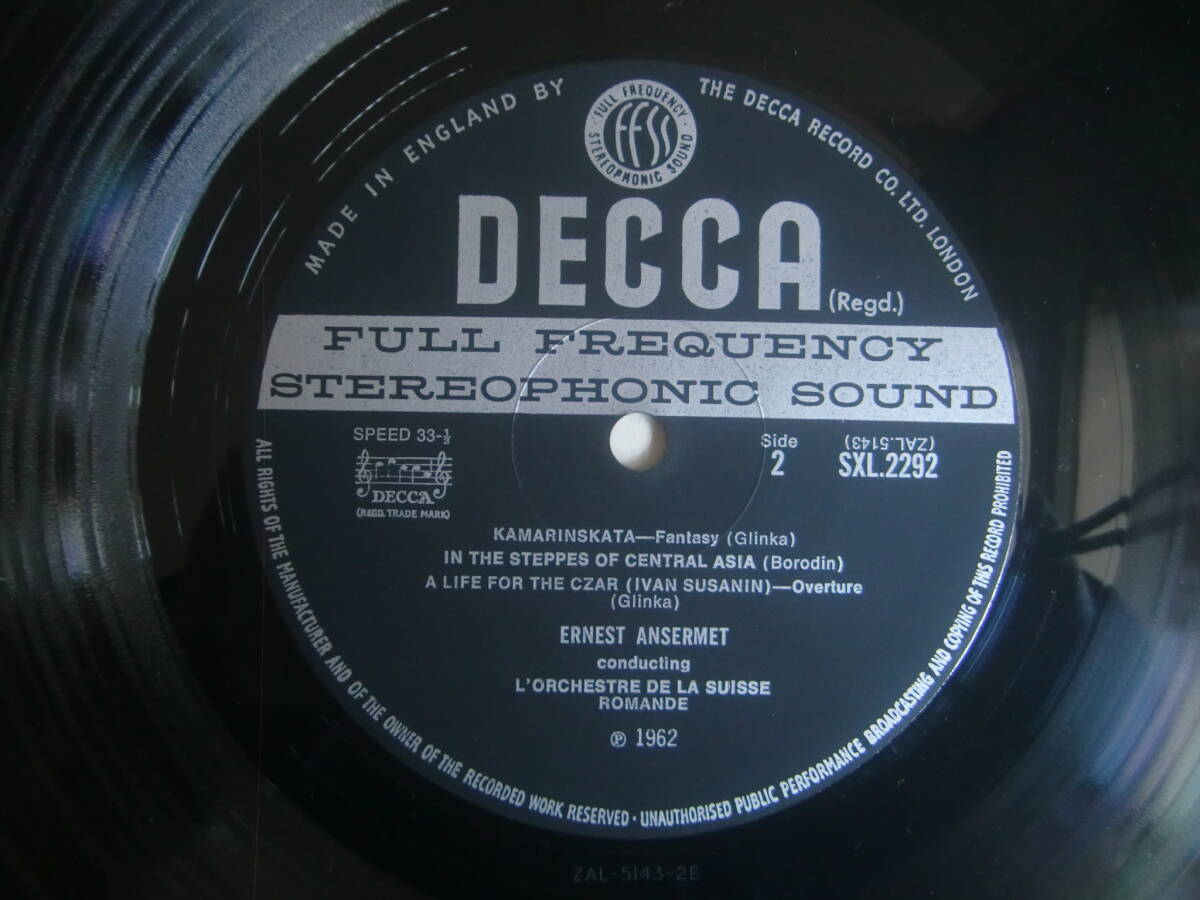 MADE IN ENGLAND BY
THE DECCA RECORD CO. LTD. LONDON
· FULL FREQUENCY ·
STEREOPHONIC SOUND
FFSS
DECCA (Regd.)
FULL FREQUENCY
STEREOPHONIC SOUND
SPEED 33-⅓
DECCA
(REGD. TRADE MARK)
Side
2
(ZAL.5143)
SXL.2292
KAMARINSKATA—Fantasy (Glinka)
IN THE STEPPES OF CENTRAL ASIA (Borodin)
A LIFE FOR THE CZAR (IVAN SUSANIN)—Overture
(Glinka)
ERNEST ANSERMET
conducting
L'ORCHESTRE DE LA SUISSE
ROMANDE
℗ 1962
ALL RIGHTS OF THE MANUFACTURER AND OF THE OWNER OF THE RECORDED WORK RESERVED · UNAUTHORISED PUBLIC PERFORMANCE BROADCASTING AND COPYING OF THIS RECORD PROHIBITED
ZAL-5143-2E